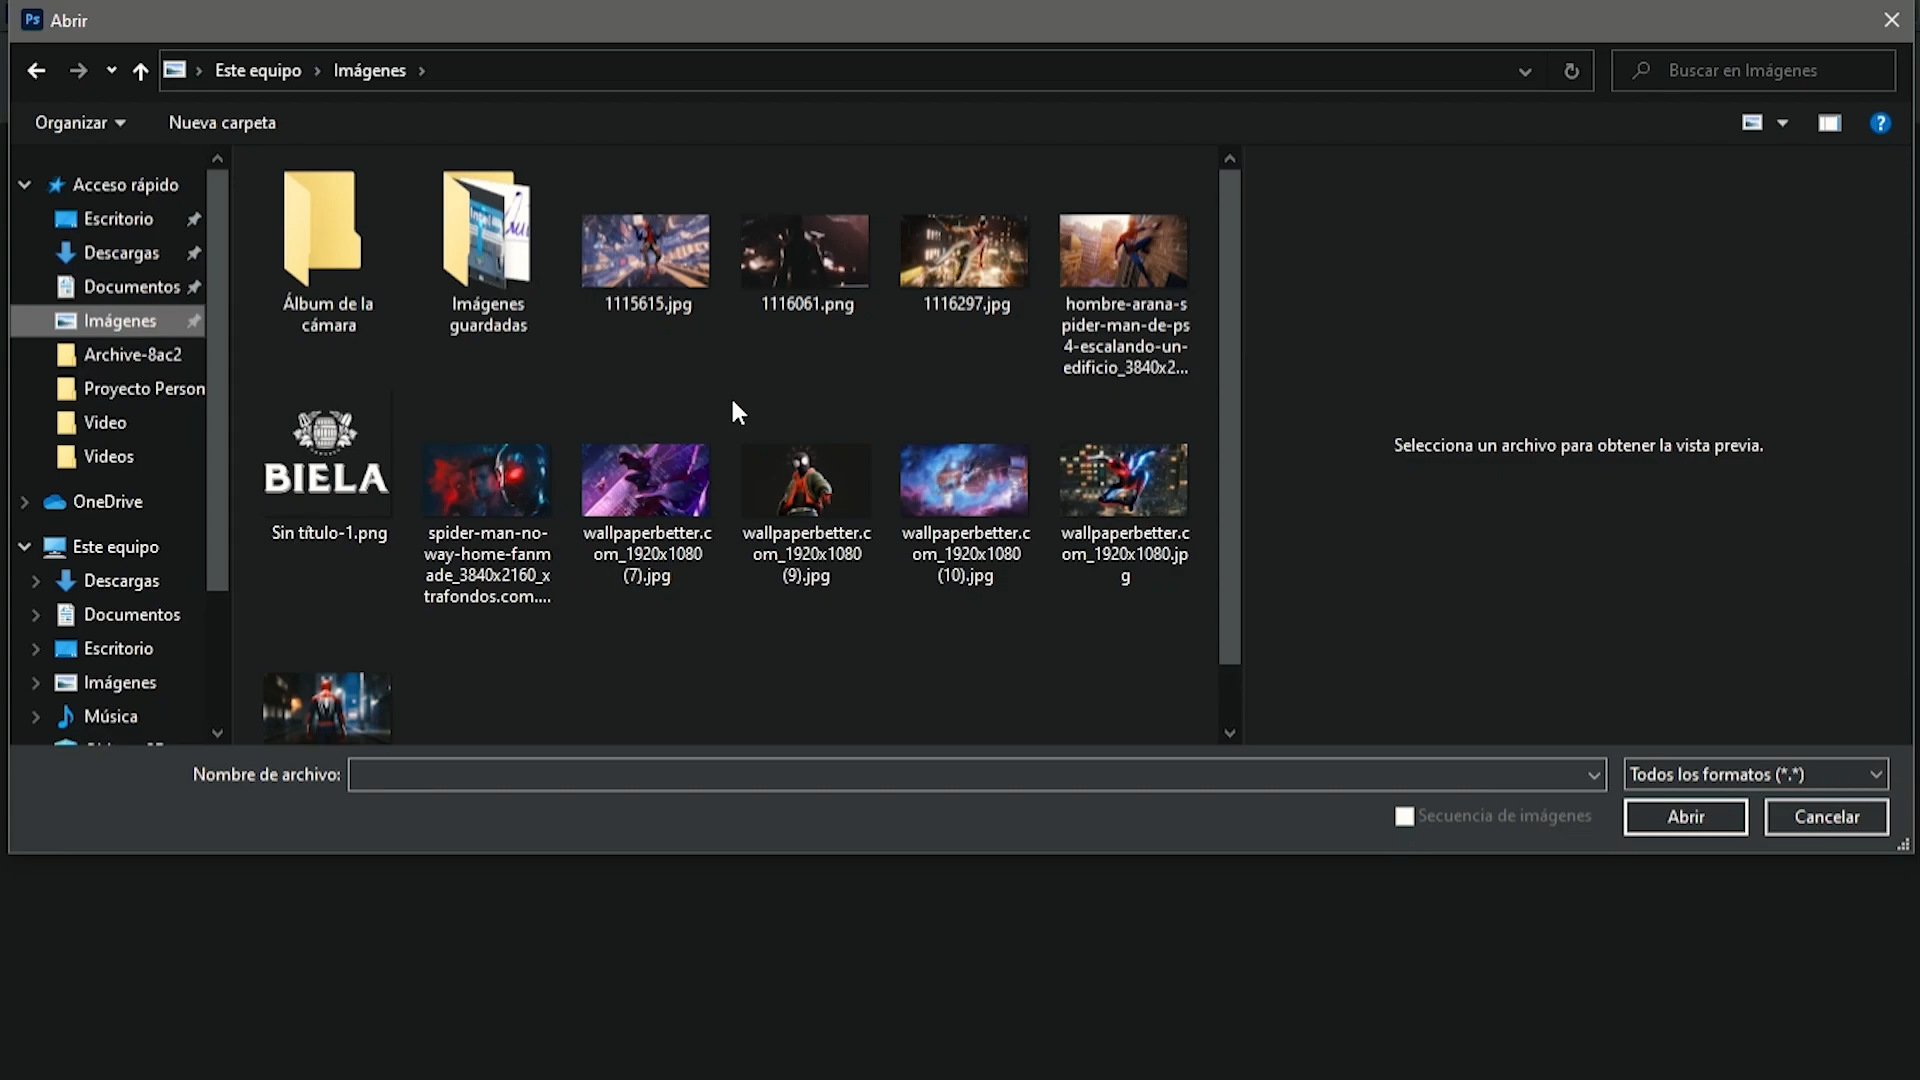 Ps Abrir
Este equipo > Imágenes >
Buscar en Imágenes
Organizar
Nueva carpeta
?
Acceso rápido
Escritorio
Descargas
Documentos
Imágenes
Archive-8ac2
Proyecto Person
Video
Videos
OneDrive
Este equipo
Descargas
Documentos
Escritorio
Imágenes
Música
Álbum de la
cámara
Imágenes
guardadas
1115615.jpg
1116061.png
1116297.jpg
hombre-arana-s
pider-man-de-ps
4-escalando-un-
edificio_3840x2...
BIELA
Sin título-1.png
spider-man-no-
way-home-fanm
ade_3840x2160_x
trafondos.com....
wallpaperbetter.c
om_1920x1080
(7).jpg
wallpaperbetter.c
om_1920x1080
(9).jpg
wallpaperbetter.c
om_1920x1080
(10).jpg
wallpaperbetter.c
om_1920x1080.jp
g
Selecciona un archivo para obtener la vista previa.
Nombre de archivo:
Todos los formatos (*.*)
Secuencia de imágenes
Abrir
Cancelar